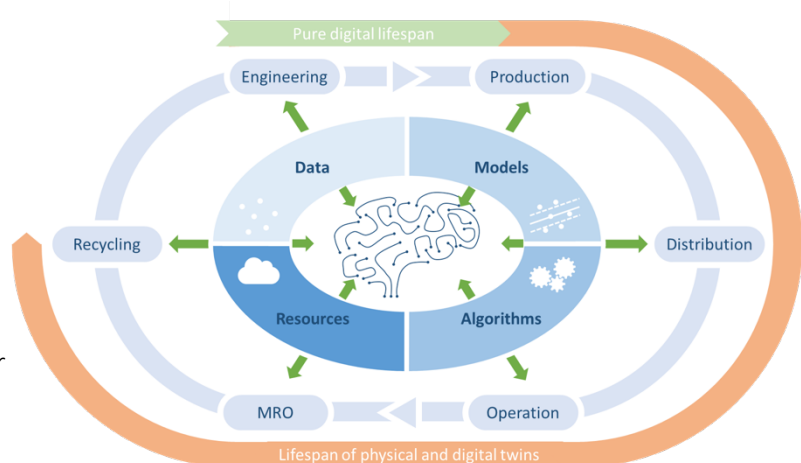 Pure digital lifespan
Engineering
Production
Data
Models
Recycling
Distribution
Resources
Algorithms
MRO
Operation
Lifespan of physical and digital twins